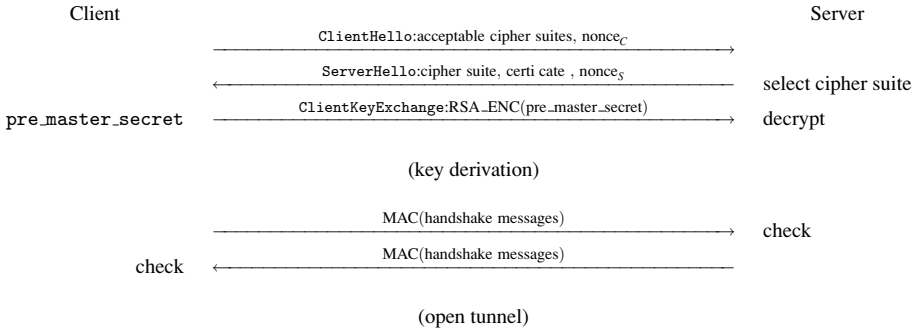 Client Server
ClientHello:acceptable cipher suites, nonce_C
ServerHello:cipher suite, certi cate , nonce_S
select cipher suite
ClientKeyExchange:RSA_ENC(pre_master_secret)
pre_master_secret decrypt
(key derivation)
MAC(handshake messages)
check
MAC(handshake messages)
check
(open tunnel)